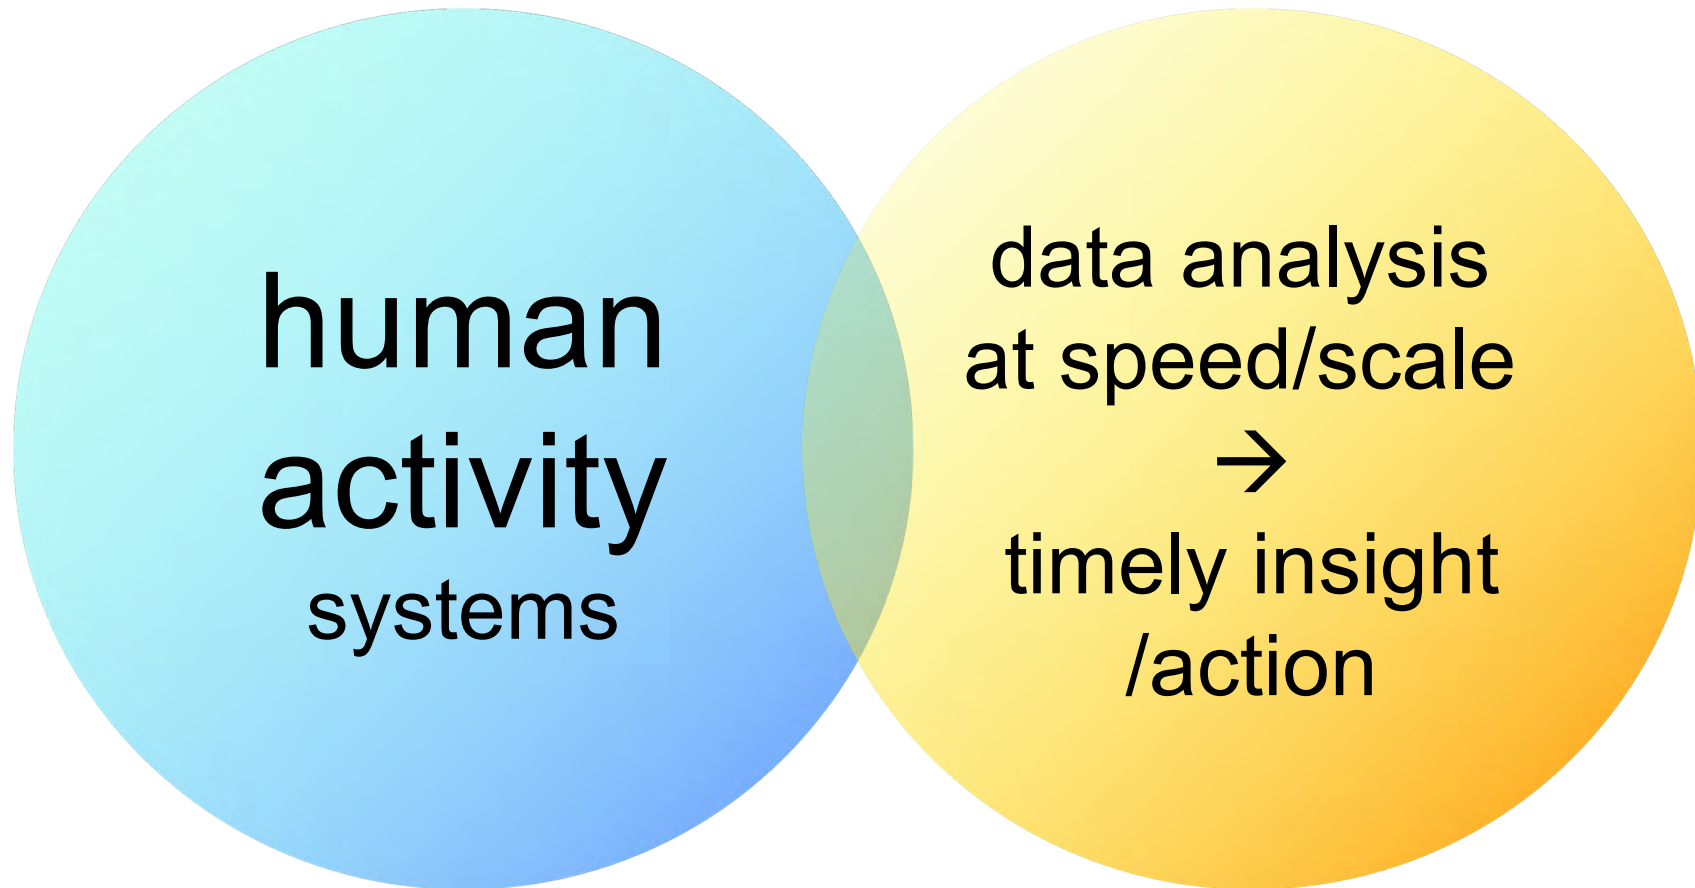 human
activity
systems
data analysis
at speed/scale
→
timely insight
/action